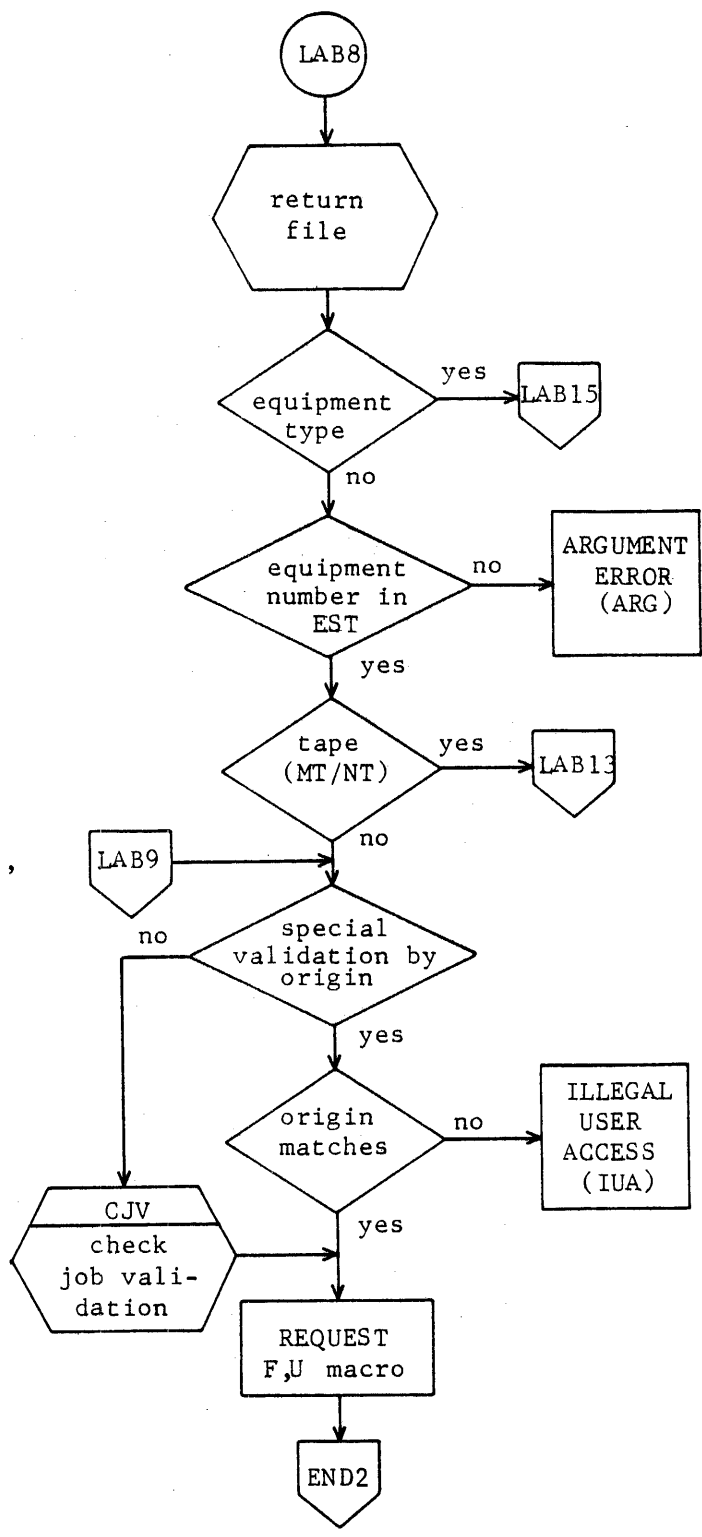 LAB8
return
file
yes
LAB15
equipment
type
no
equipment
number in
EST
no
ARGUMENT
ERROR
(ARG)
yes
tape
(MT/NT)
yes
LAB13
no
LAB9
special
validation by
origin
no
yes
origin
matches
no
ILLEGAL
USER
ACCESS
(IUA)
yes
CJV
check
job vali-
dation
REQUEST
F,U macro
END2